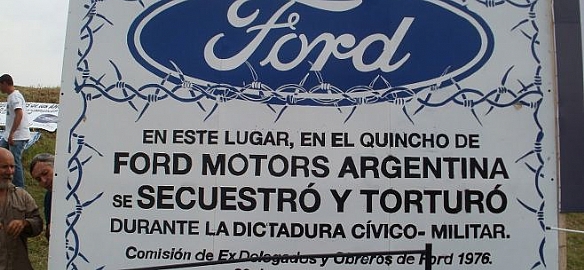 Ford
EN ESTE LUGAR, EN EL QUINCHO DE
FORD MOTORS ARGENTINA
SE SECUESTRÓ Y TORTURÓ
DURANTE LA DICTADURA CÍVICO- MILITAR.
Comisión de Ex Delegados y Obreros de Ford 1976.